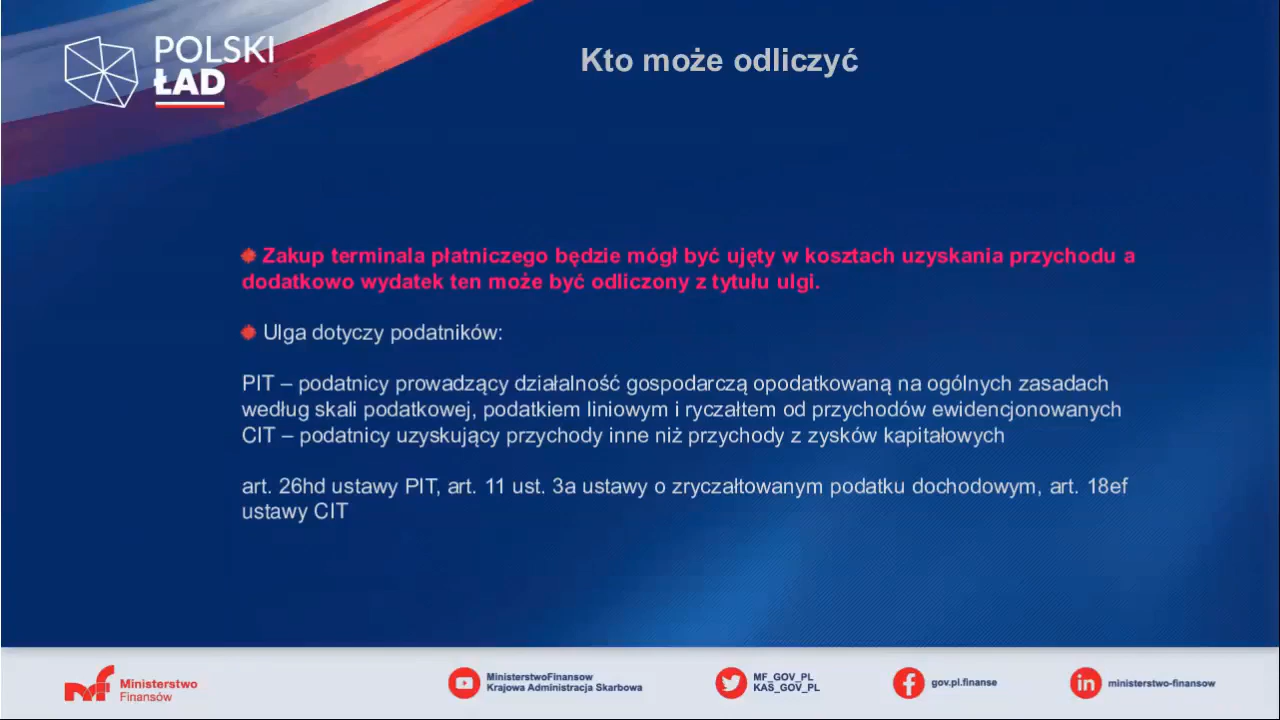 POLSKI
ŁAD
Kto może odliczyć
Zakup terminala płatniczego będzie mógł być ujęty w kosztach uzyskania przychodu a
dodatkowo wydatek ten może być odliczony z tytułu ulgi.
Ulga dotyczy podatników:
PIT – podatnicy prowadzący działalność gospodarczą opodatkowaną na ogólnych zasadach
według skali podatkowej, podatkiem liniowym i ryczałtem od przychodów ewidencjonowanych
CIT – podatnicy uzyskujący przychody inne niż przychody z zysków kapitałowych
art. 26hd ustawy PIT, art. 11 ust. 3a ustawy o zryczałtowanym podatku dochodowym, art. 18ef
ustawy CIT
Ministerstwo
Finansów
MinisterstwoFinansow
Krajowa Administracja Skarbowa
MF_GOV_PL
KAS_GOV_PL
gov.pl.finanse
ministerstwo-finansow